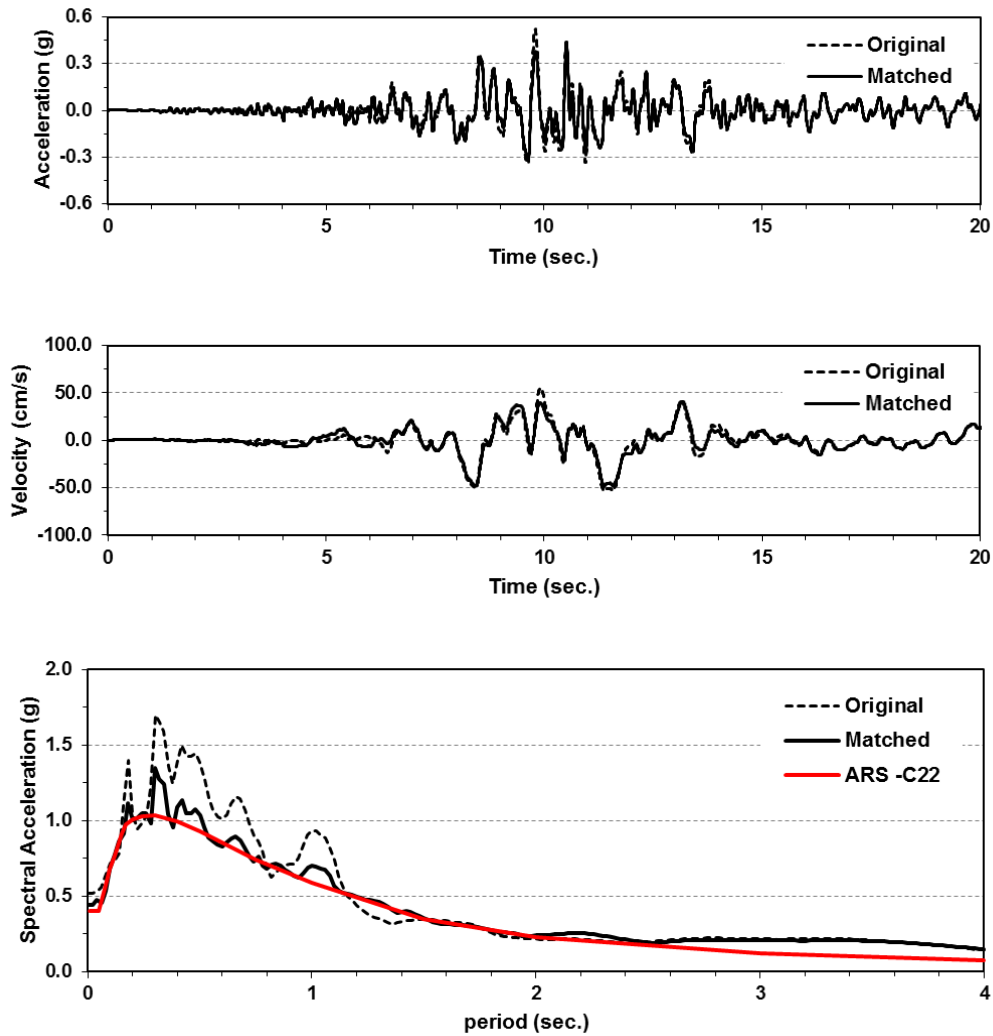 Acceleration (g)
0.6
0.3
0.0
-0.3
-0.6
Original
Matched
0 5 10 15 20
Time (sec.)
Velocity (cm/s)
100.0
50.0
0.0
-50.0
-100.0
Original
Matched
0 5 10 15 20
Time (sec.)
Spectral Acceleration (g)
2.0
1.5
1.0
0.5
0.0
Original
Matched
ARS -C22
0 1 2 3 4
period (sec.)